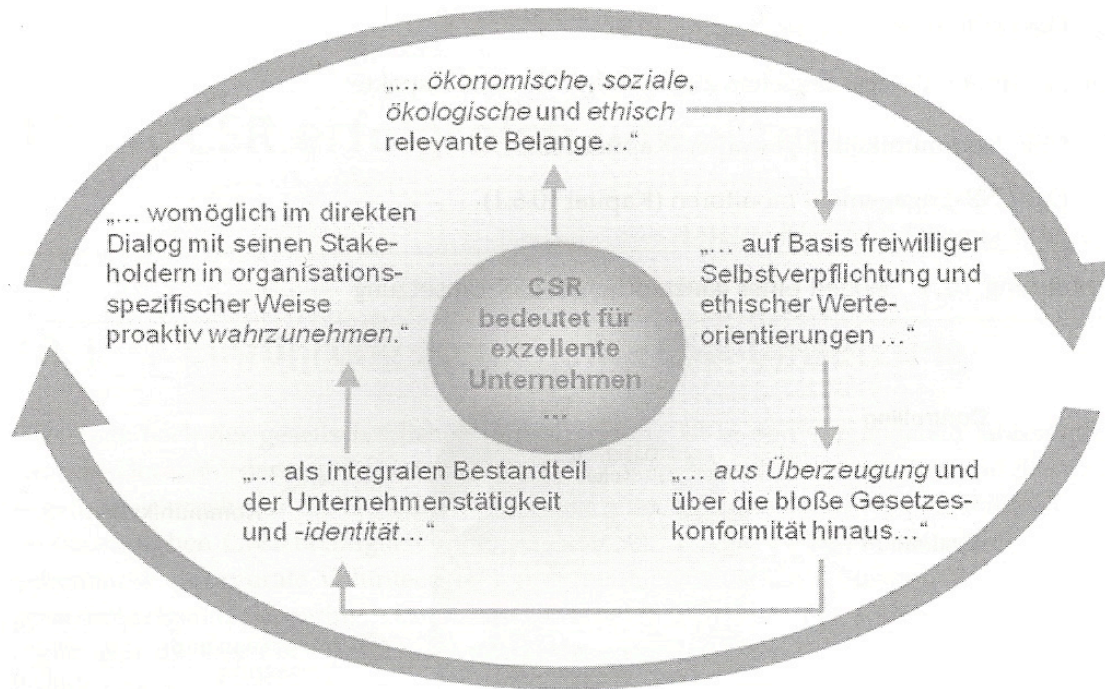 CSR
bedeutet für
exzellente
Unternehmen
...
„... ökonomische, soziale,
ökologische und ethisch
relevante Belange...“
„... auf Basis freiwilliger
Selbstverpflichtung und
ethischer Werte-
orientierungen ...“
„... aus Überzeugung und
über die bloße Gesetzes-
konformität hinaus...“
„... als integralen Bestandteil
der Unternehmenstätigkeit
und -identität...“
„... womöglich im direkten
Dialog mit seinen Stake-
holdern in organisations-
spezifischer Weise
proaktiv wahrzunehmen.“